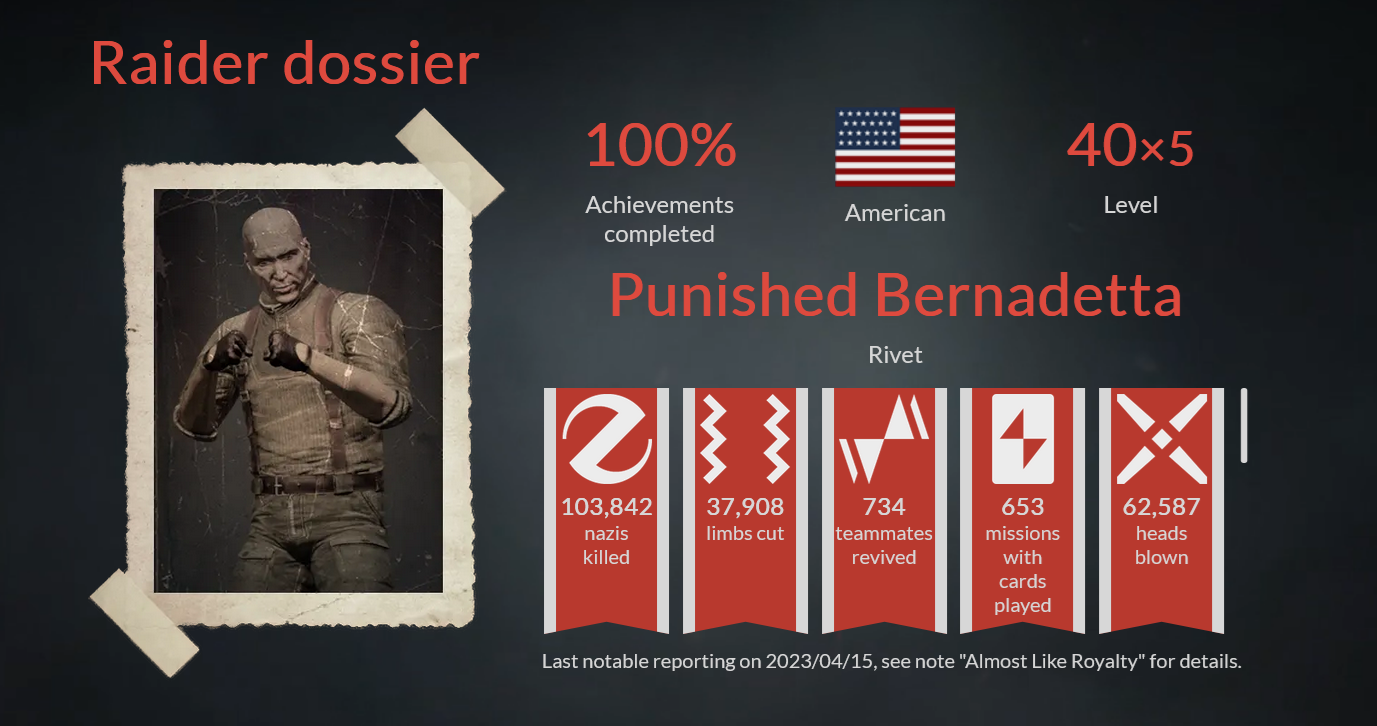 Raider dossier
100%
Achievements
completed
American
40×5
Level
Punished Bernadetta
Rivet
103,842
nazis
killed
37,908
limbs cut
734
teammates
revived
653
missions
with
cards
played
62,587
heads
blown
Last notable reporting on 2023/04/15, see note "Almost Like Royalty" for details.